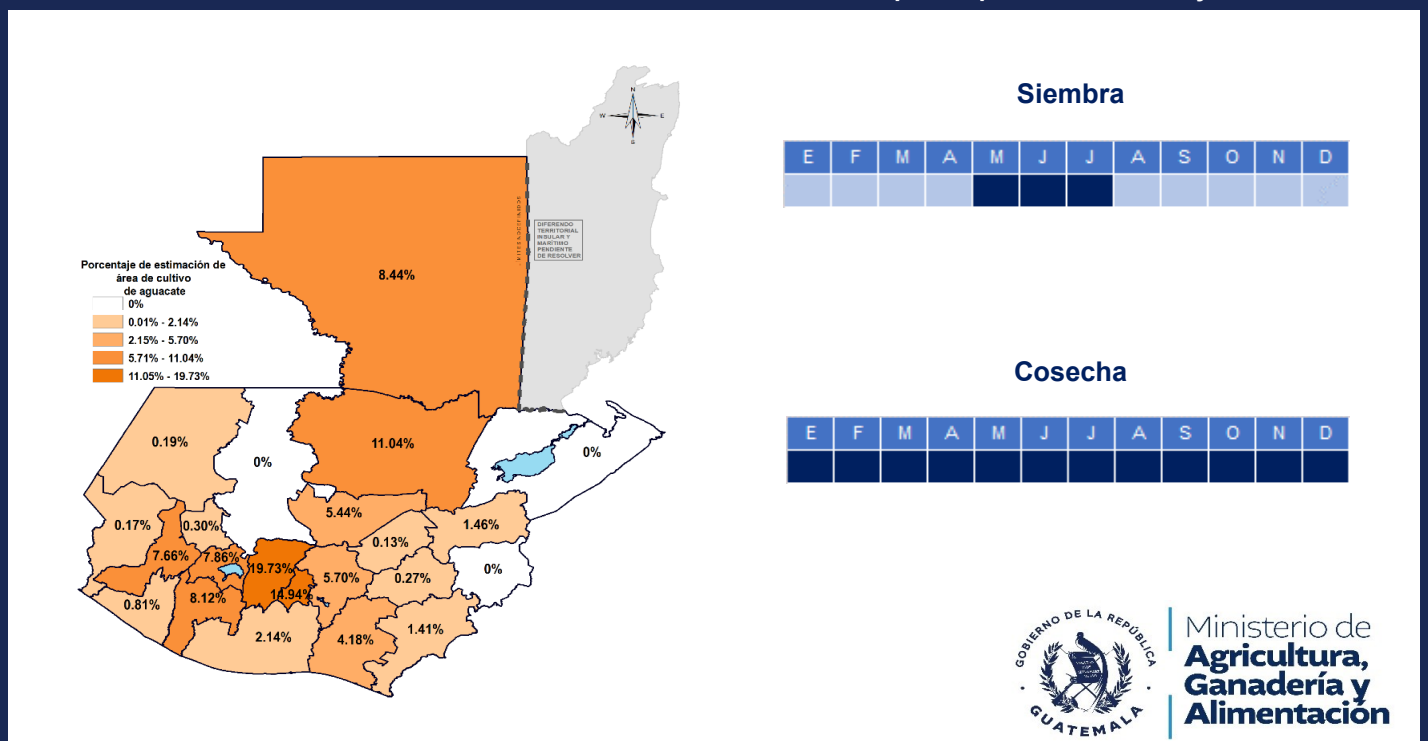 Siembra
E F M A M J J A S O N D
Cosecha
E F M A M J J A S O N D
Porcentaje de estimación de
área de cultivo
de aguacate
0%
0.01% - 2.14%
2.15% - 5.70%
5.71% - 11.04%
11.05% - 19.73%
N
W E
S
DIFERENDO
TERRITORIAL
INSULAR Y
MARÍTIMO
PENDIENTE
DE RESOLVER
8.44%
0.19%
0%
11.04%
0%
0.17%
0.30%
5.44%
1.46%
0.13%
7.66%
7.86%
19.73%
5.70%
0.27%
0%
0.81%
8.12%
14.94%
2.14%
4.18%
1.41%
GOBIERNO DE LA REPÚBLICA
GUATEMALA
Ministerio de
Agricultura,
Ganadería y
Alimentación